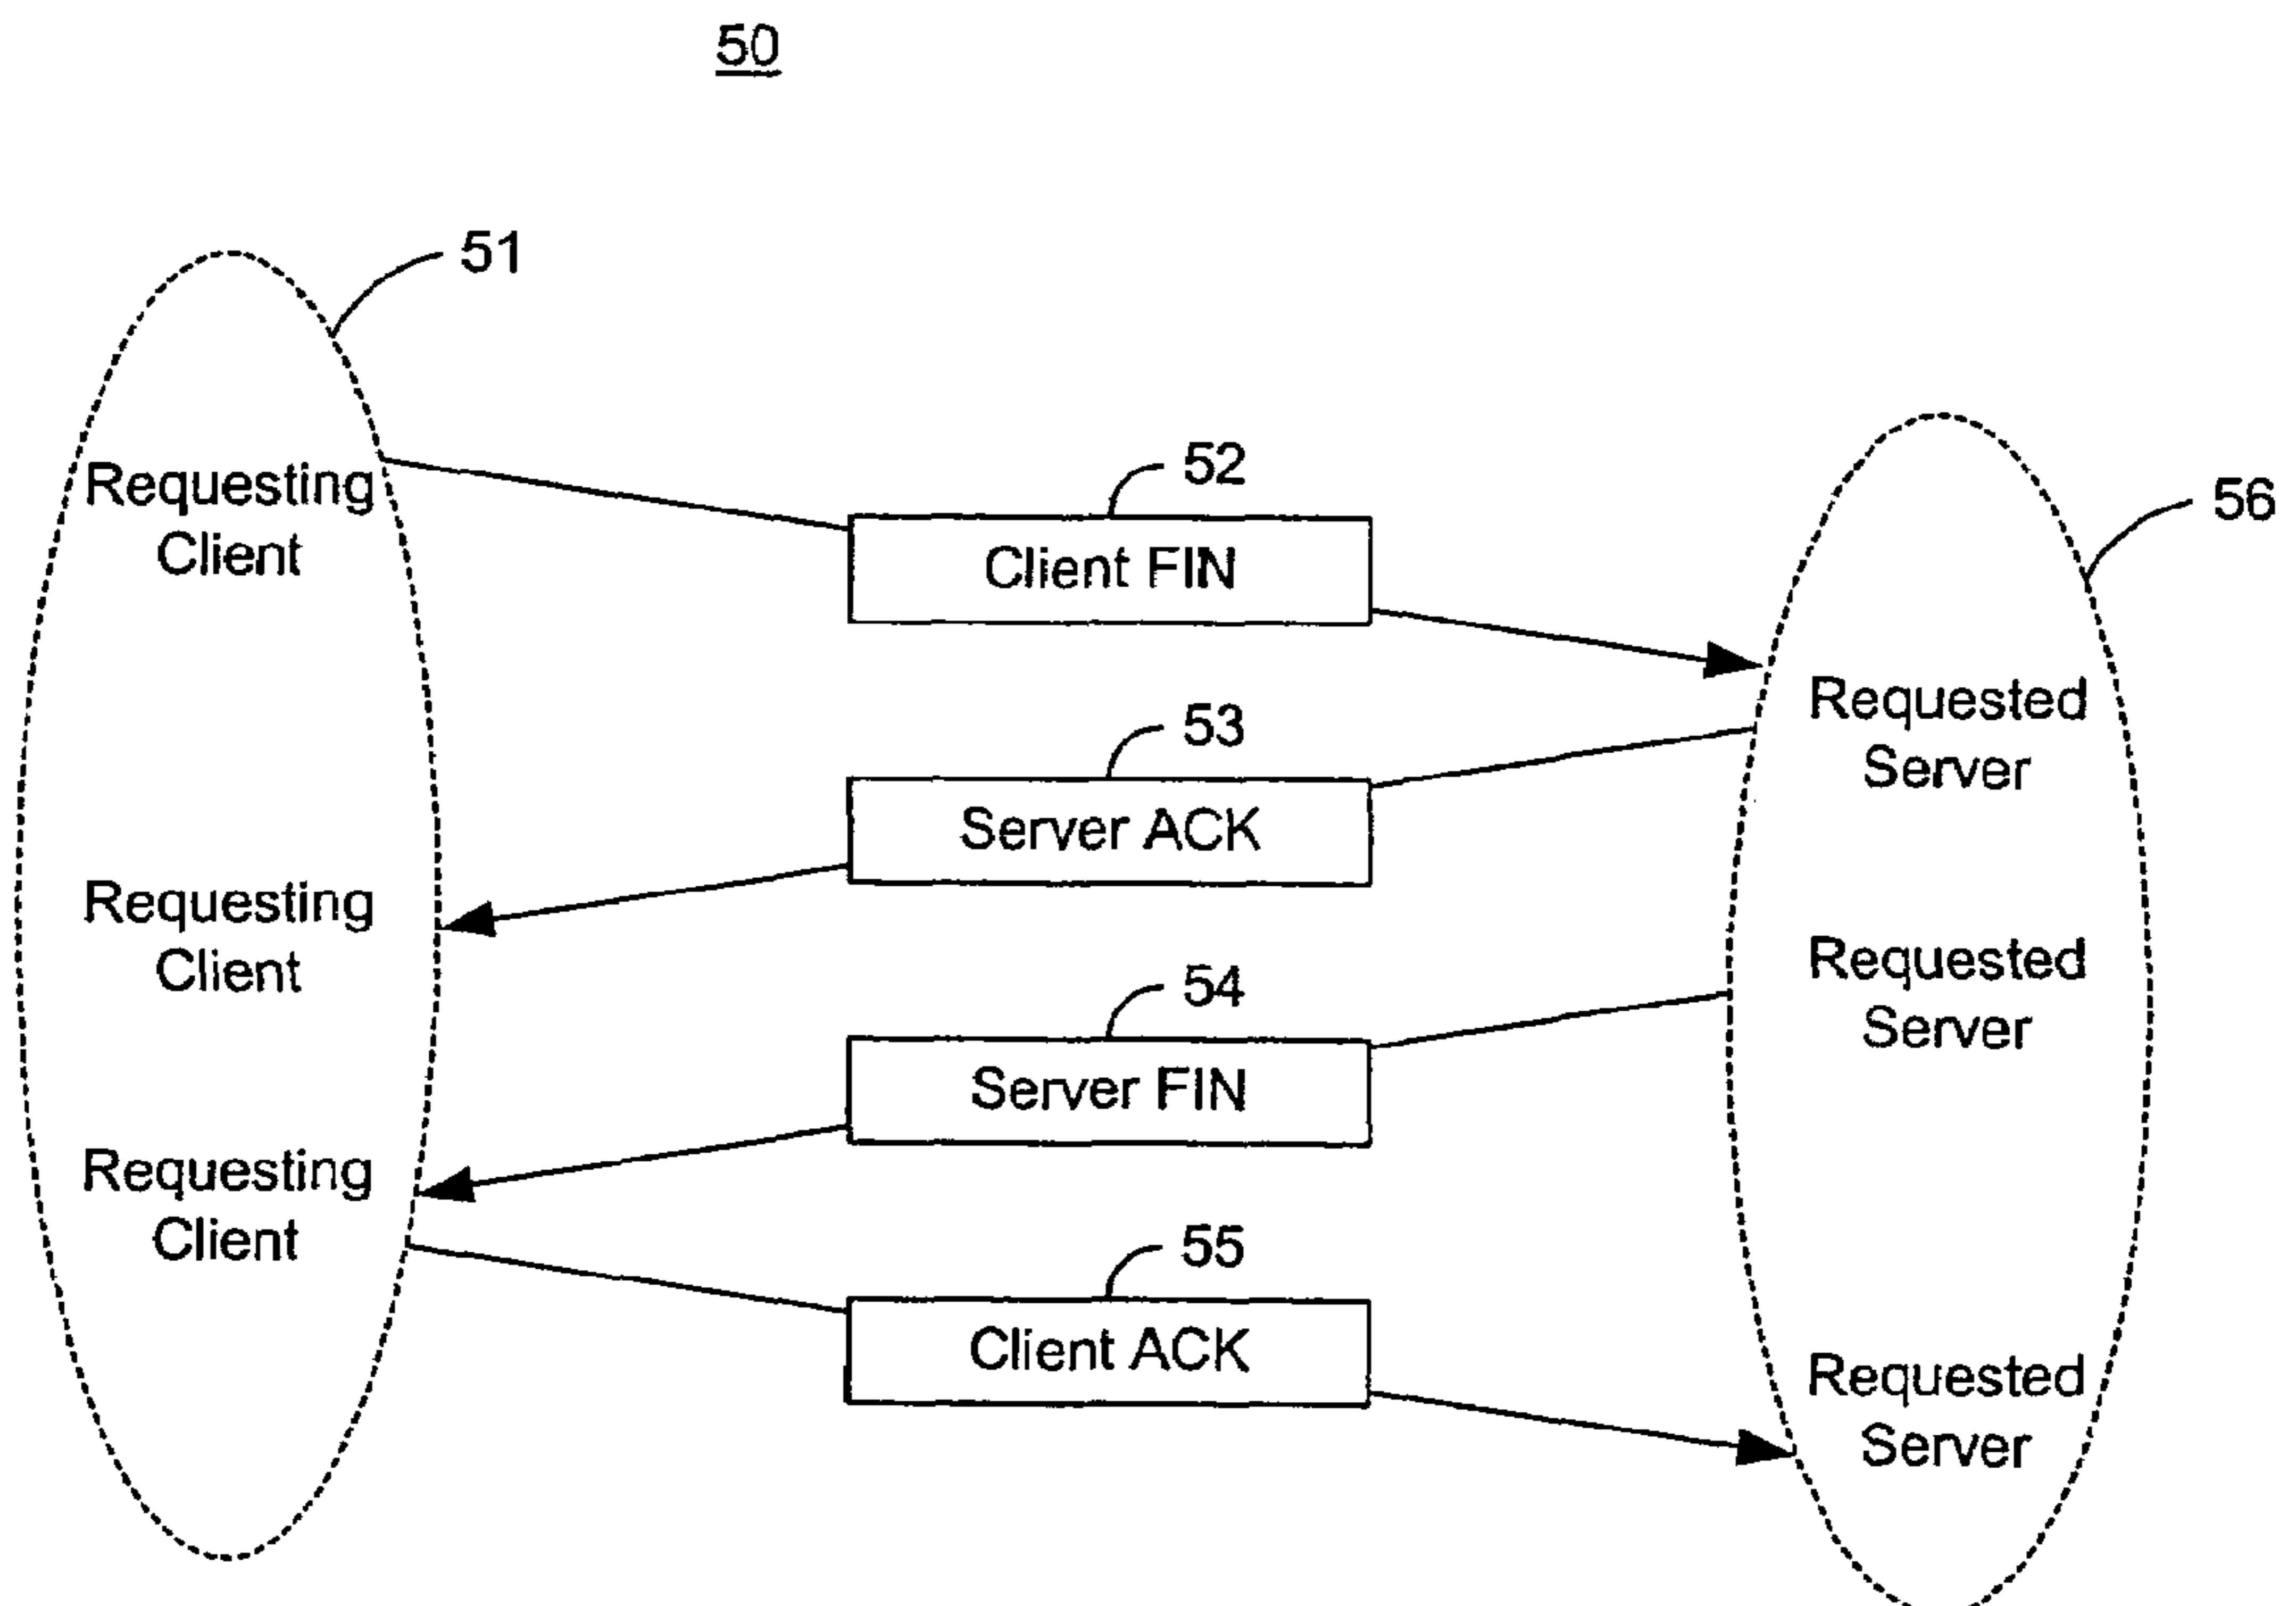 50
51
Requesting
Client
52
Client FIN
56
Requested
Server
53
Server ACK
Requesting
Client
Requested
Server
54
Server FIN
Requesting
Client
55
Client ACK
Requested
Server